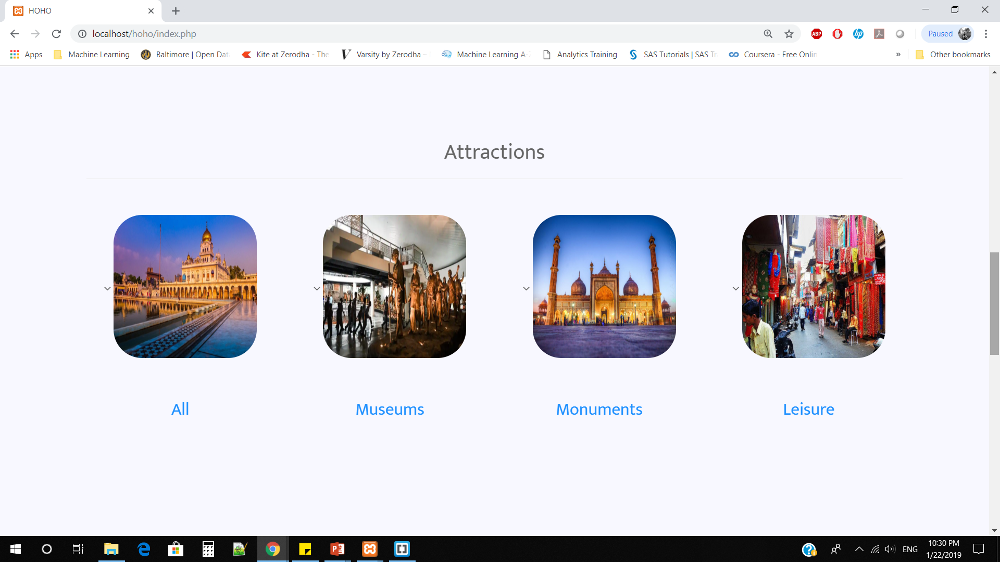 HOHO
localhost/hoho/index.php
ABP
hp
Paused
Apps
Machine Learning
Baltimore | Open Dat
Kite at Zerodha - The
Varsity by Zerodha –
Machine Learning A-
Analytics Training
SAS Tutorials | SAS Tr
Coursera - Free Onlin
»
Other bookmarks
Attractions
All
Museums
Monuments
Leisure
ENG
10:30 PM
1/22/2019